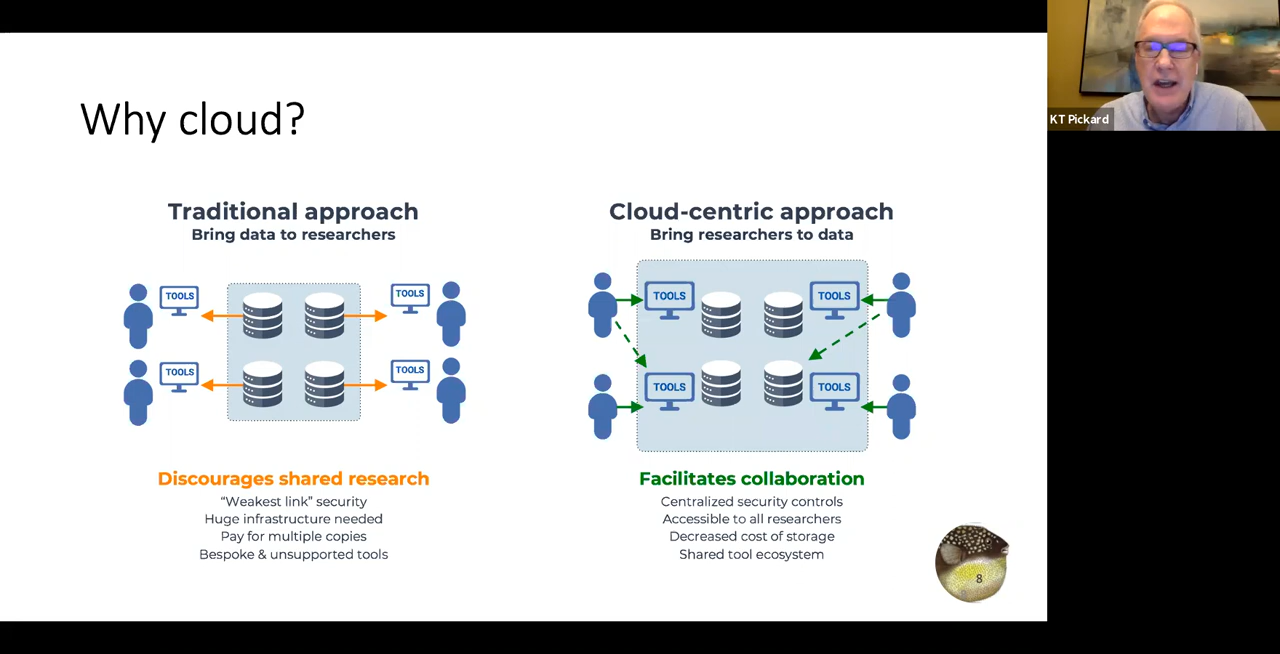 Why cloud?
Traditional approach
Bring data to researchers
TOOLS
TOOLS
TOOLS
TOOLS
Discourages shared research
“Weakest link” security
Huge infrastructure needed
Pay for multiple copies
Bespoke & unsupported tools
Cloud-centric approach
Bring researchers to data
TOOLS
TOOLS
TOOLS
TOOLS
Facilitates collaboration
Centralized security controls
Accessible to all researchers
Decreased cost of storage
Shared tool ecosystem
8
KT Pickard